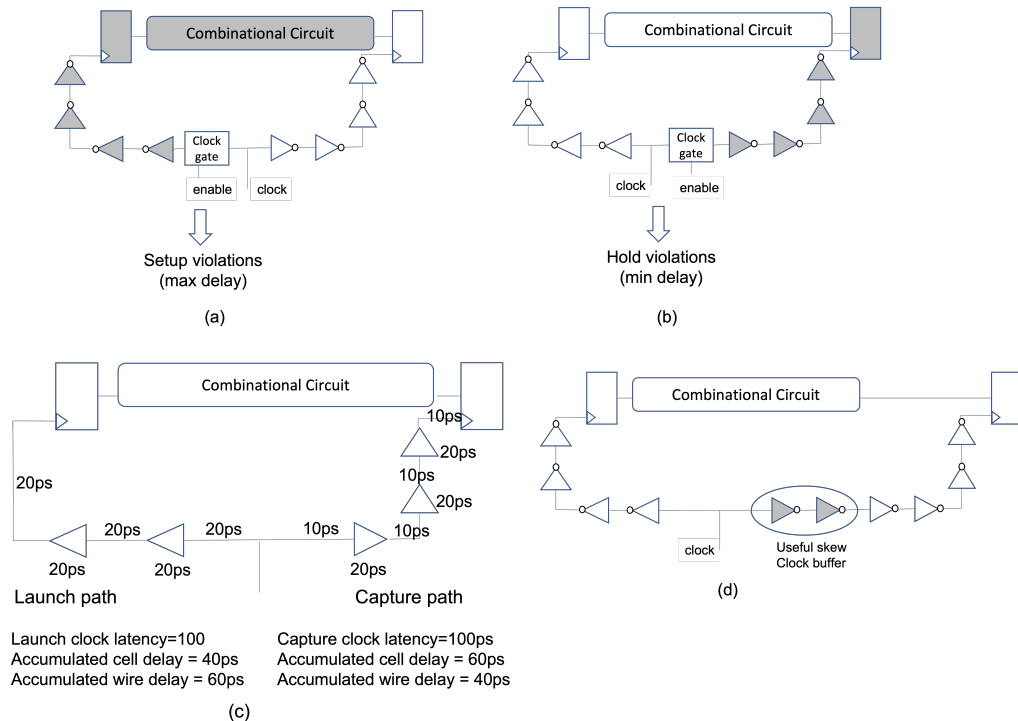 Combinational Circuit
Clock
gate
enable
clock
Setup violations
(max delay)
(a)
Combinational Circuit
Clock
gate
clock
enable
Hold violations
(min delay)
(b)
Combinational Circuit
10ps
20ps
10ps
20ps
20ps
20ps
20ps
10ps
10ps
20ps
20ps
20ps
Launch path
Capture path
Launch clock latency=100
Accumulated cell delay = 40ps
Accumulated wire delay = 60ps
Capture clock latency=100ps
Accumulated cell delay = 60ps
Accumulated wire delay = 40ps
(c)
Combinational Circuit
clock
Useful skew
Clock buffer
(d)